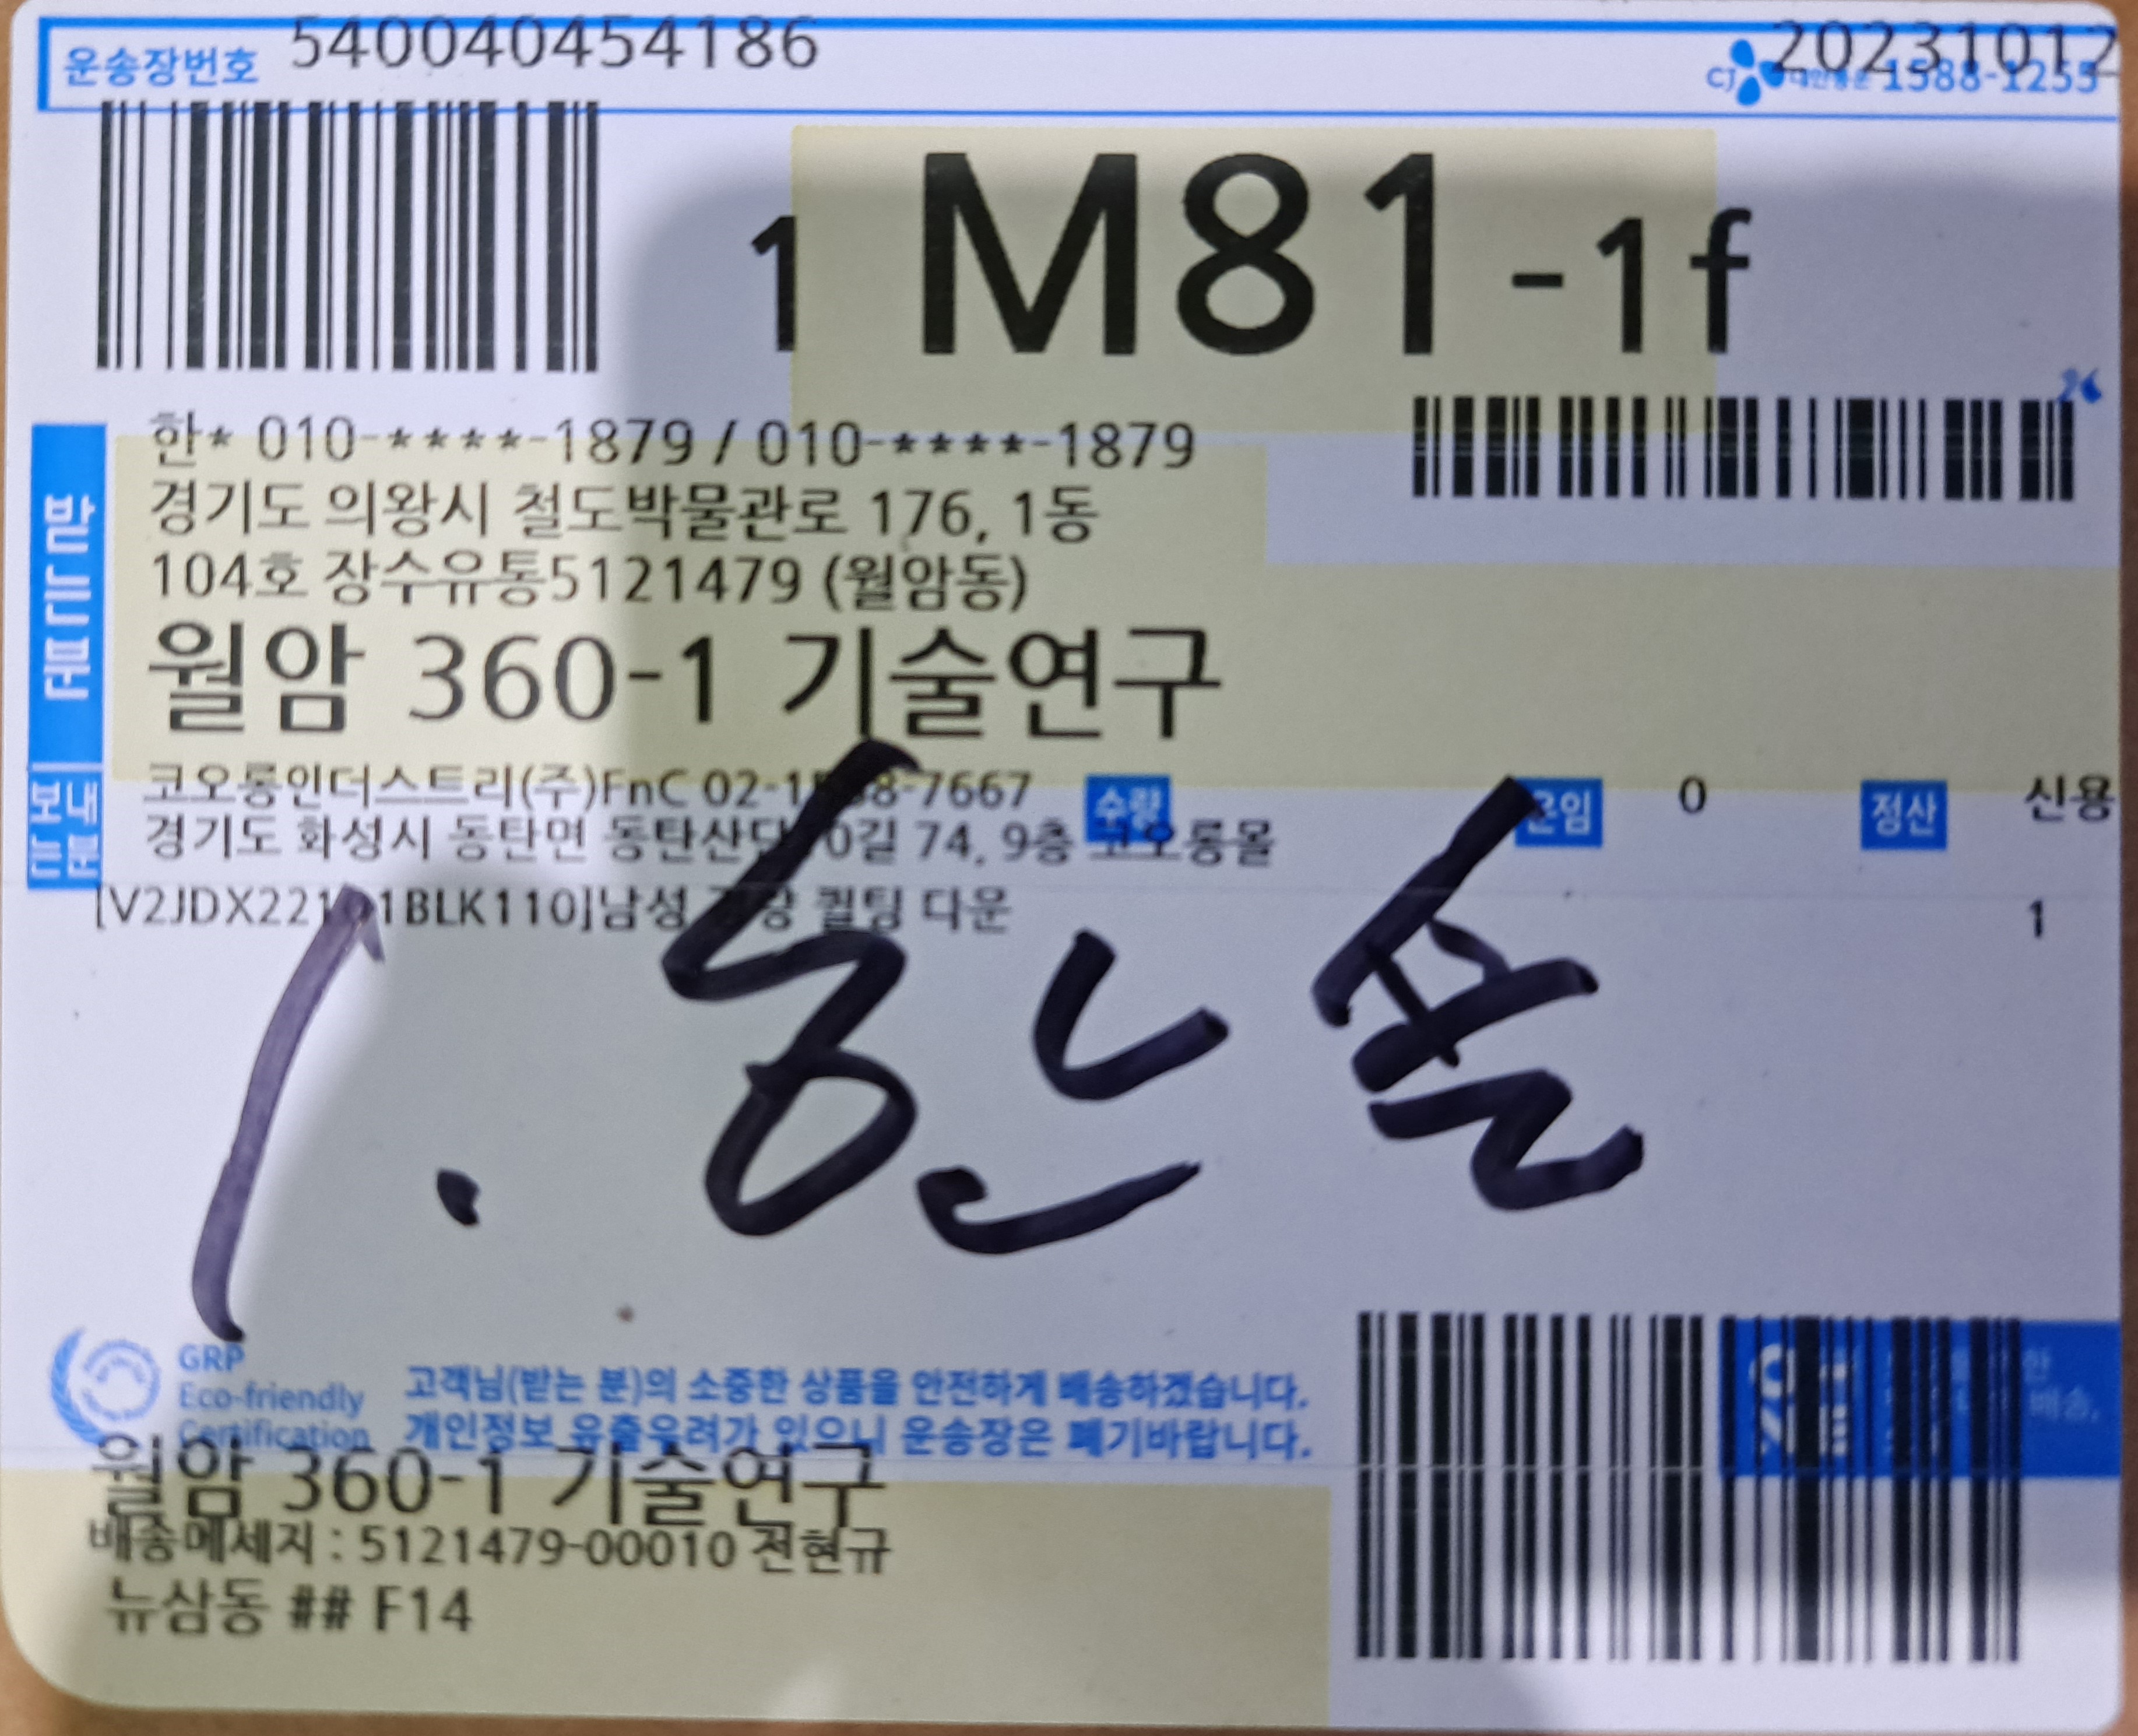 운송장번호 540040454186 20231012
CJ 대한통운 1588-1255
1 M81-1f
받는분
한* 010-****-1879 / 010-****-1879
경기도 의왕시 철도박물관로 176, 1동
104호 장수유통5121479 (월암동)
월암 360-1 기술연구
보내는분
코오롱인더스트리(주)FnC 02-1588-7667
수량 운임 0 정산 신용
경기도 화성시 동탄면 동탄산단 74, 9층 코오롱몰
남성 퀼팅 다운 1
1.
GRP
Eco-friendly
Certification
고객님(받는 분)의 소중한 상품을 안전하게 배송하겠습니다.
개인정보 유출우려가 있으니 운송장은 폐기바랍니다.
배송,
월암 360-1 기술연구
배송메세지 : 5121479-00010 전현규
뉴삼동 ## F14